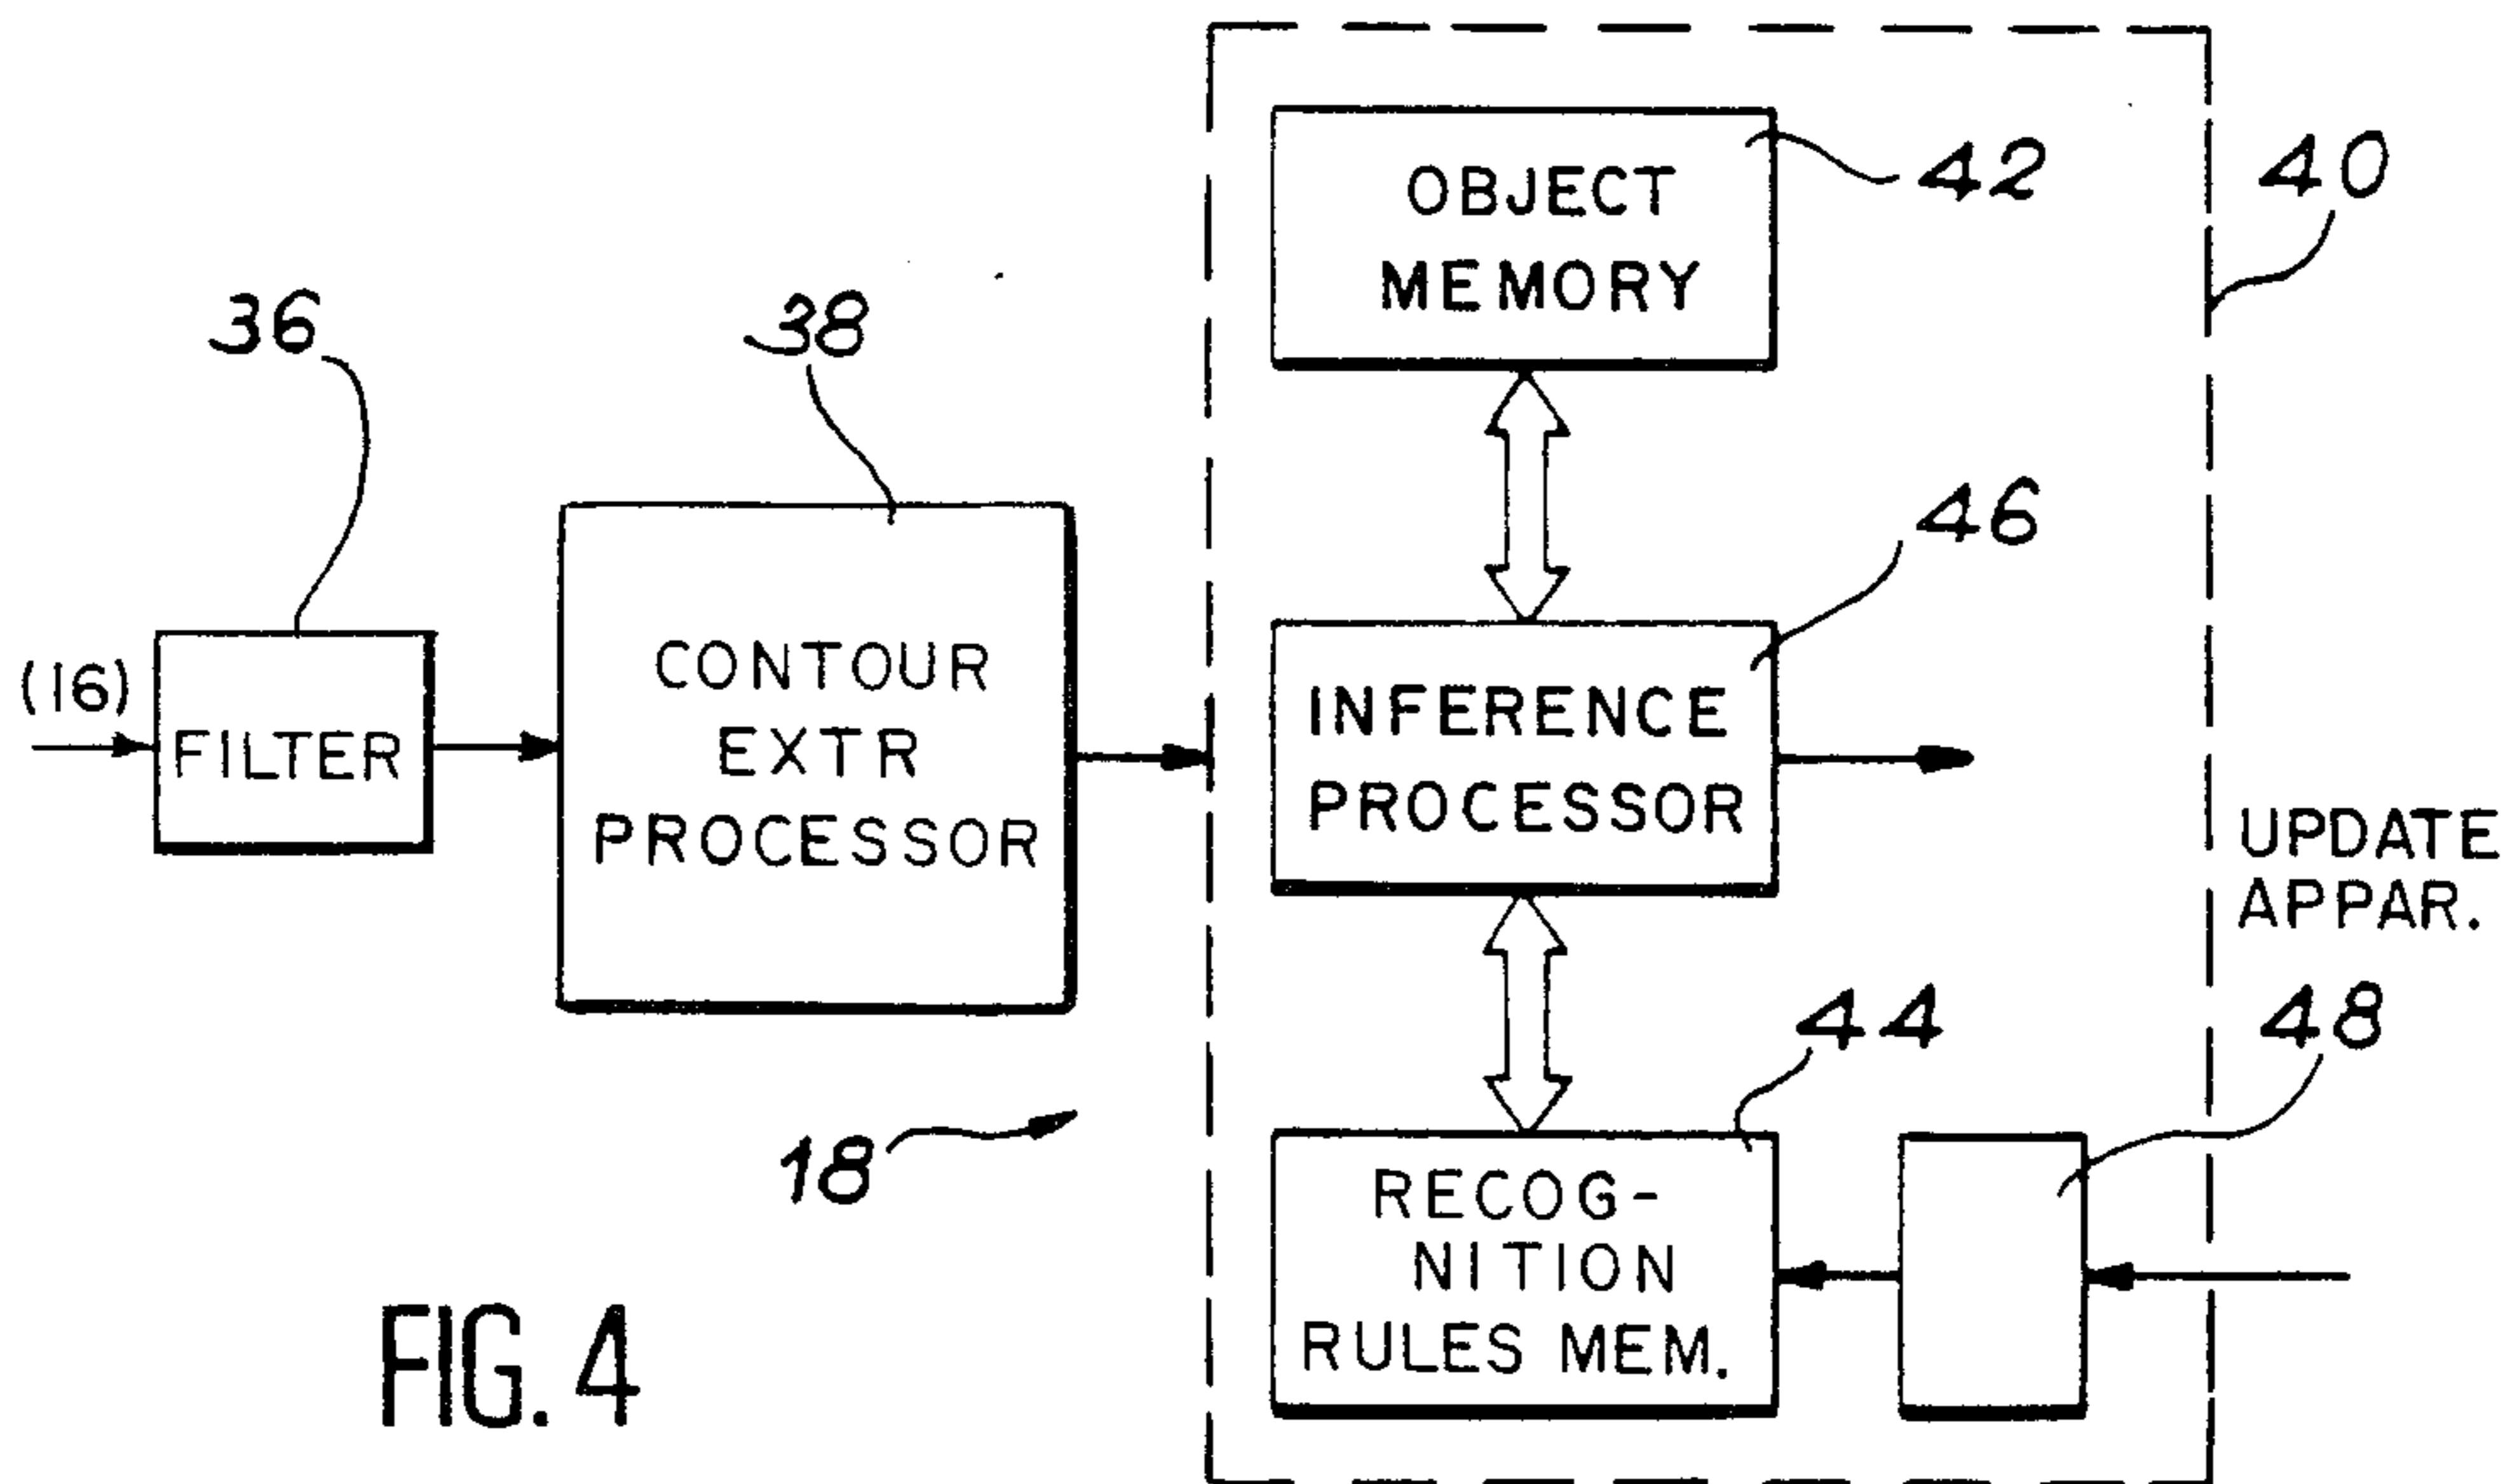 36
(16)
FILTER
38
CONTOUR
EXTR
PROCESSOR
18
40
OBJECT
MEMORY
42
46
INFERENCE
PROCESSOR
44
RECOG-
NITION
RULES MEM.
UPDATE
APPAR.
48
FIG. 4